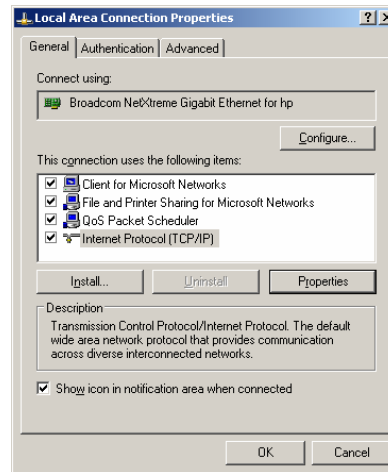 Local Area Connection Properties
General Authentication Advanced
Connect using:
Broadcom NetXtreme Gigabit Ethernet for hp
Configure...
This connection uses the following items:
Client for Microsoft Networks
File and Printer Sharing for Microsoft Networks
QoS Packet Scheduler
Internet Protocol (TCP/IP)
Install... Uninstall Properties
Description
Transmission Control Protocol/Internet Protocol. The default
wide area network protocol that provides communication
across diverse interconnected networks.
Show icon in notification area when connected
OK Cancel